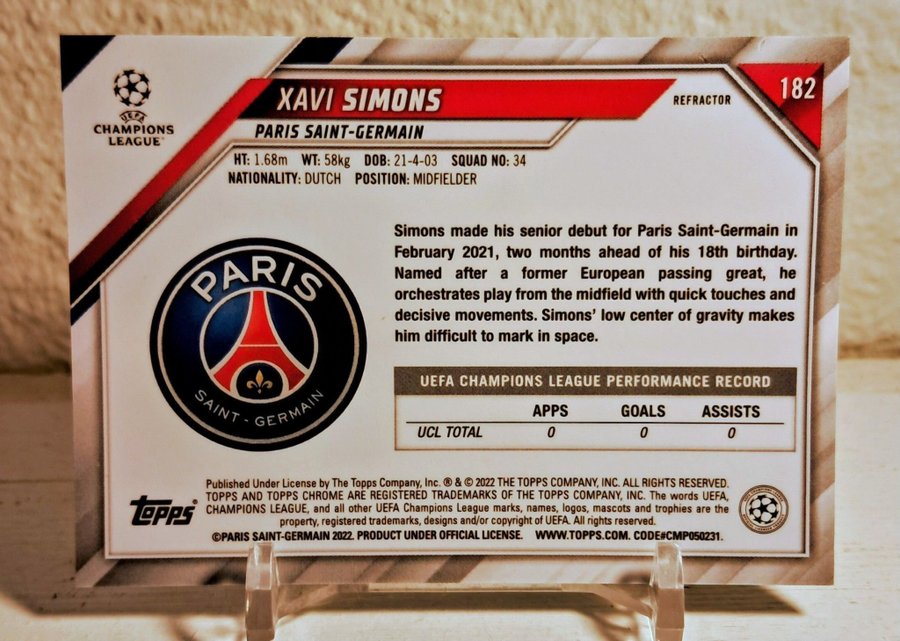 UEFA
CHAMPIONS
LEAGUE
XAVI SIMONS
REFRACTOR
182
PARIS SAINT-GERMAIN
HT: 1.68m WT: 58kg DOB: 21-4-03 SQUAD NO: 34
NATIONALITY: DUTCH POSITION: MIDFIELDER
PARIS
SAINT-GERMAIN
Simons made his senior debut for Paris Saint-Germain in
February 2021, two months ahead of his 18th birthday.
Named after a former European passing great, he
orchestrates play from the midfield with quick touches and
decisive movements. Simons' low center of gravity makes
him difficult to mark in space.
UEFA CHAMPIONS LEAGUE PERFORMANCE RECORD
APPS GOALS ASSISTS
UCL TOTAL 0 0 0
Published Under License by The Topps Company, Inc. ® & © 2022 THE TOPPS COMPANY, INC. ALL RIGHTS RESERVED.
TOPPS AND TOPPS CHROME ARE REGISTERED TRADEMARKS OF THE TOPPS COMPANY, INC. The words UEFA,
CHAMPIONS LEAGUE, and all other UEFA Champions League marks, names, logos, mascots and trophies are the
property, registered trademarks, designs and/or copyright of UEFA. All rights reserved.
©PARIS SAINT-GERMAIN 2022. PRODUCT UNDER OFFICIAL LICENSE. WWW.TOPPS.COM. CODE#CMP050231.
Topps